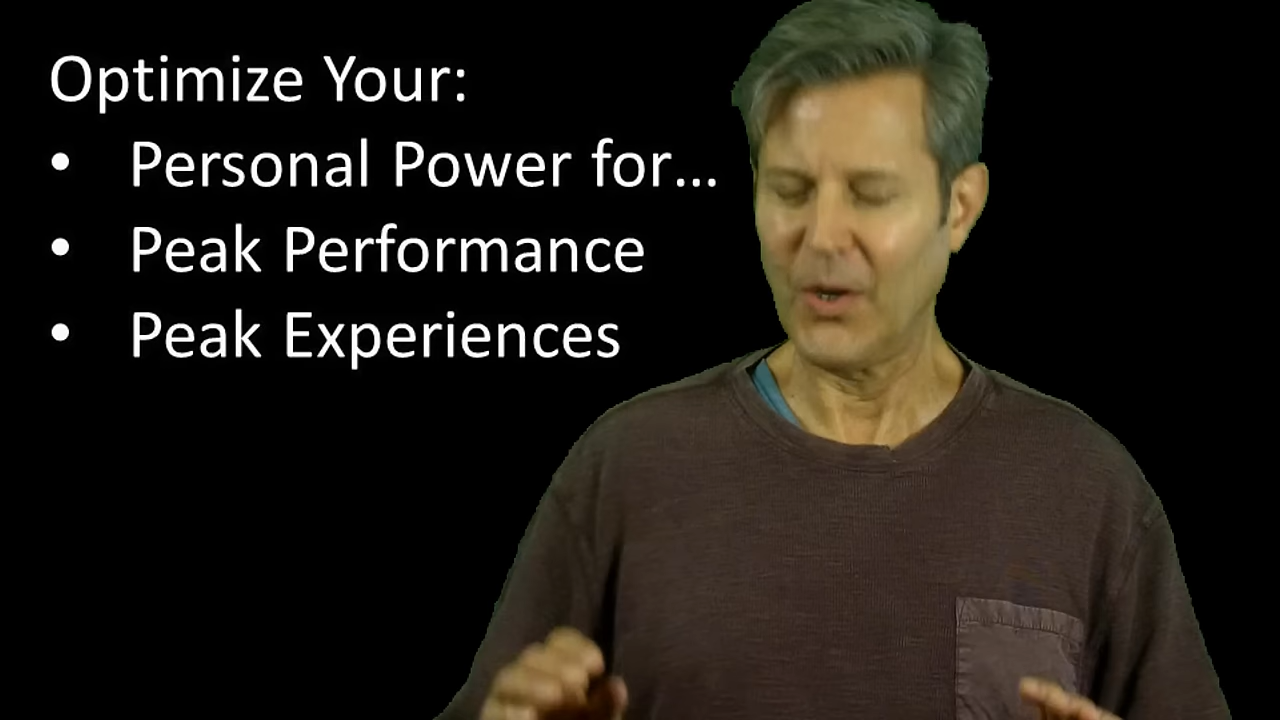 Optimize Your:
• Personal Power for...
• Peak Performance
• Peak Experiences